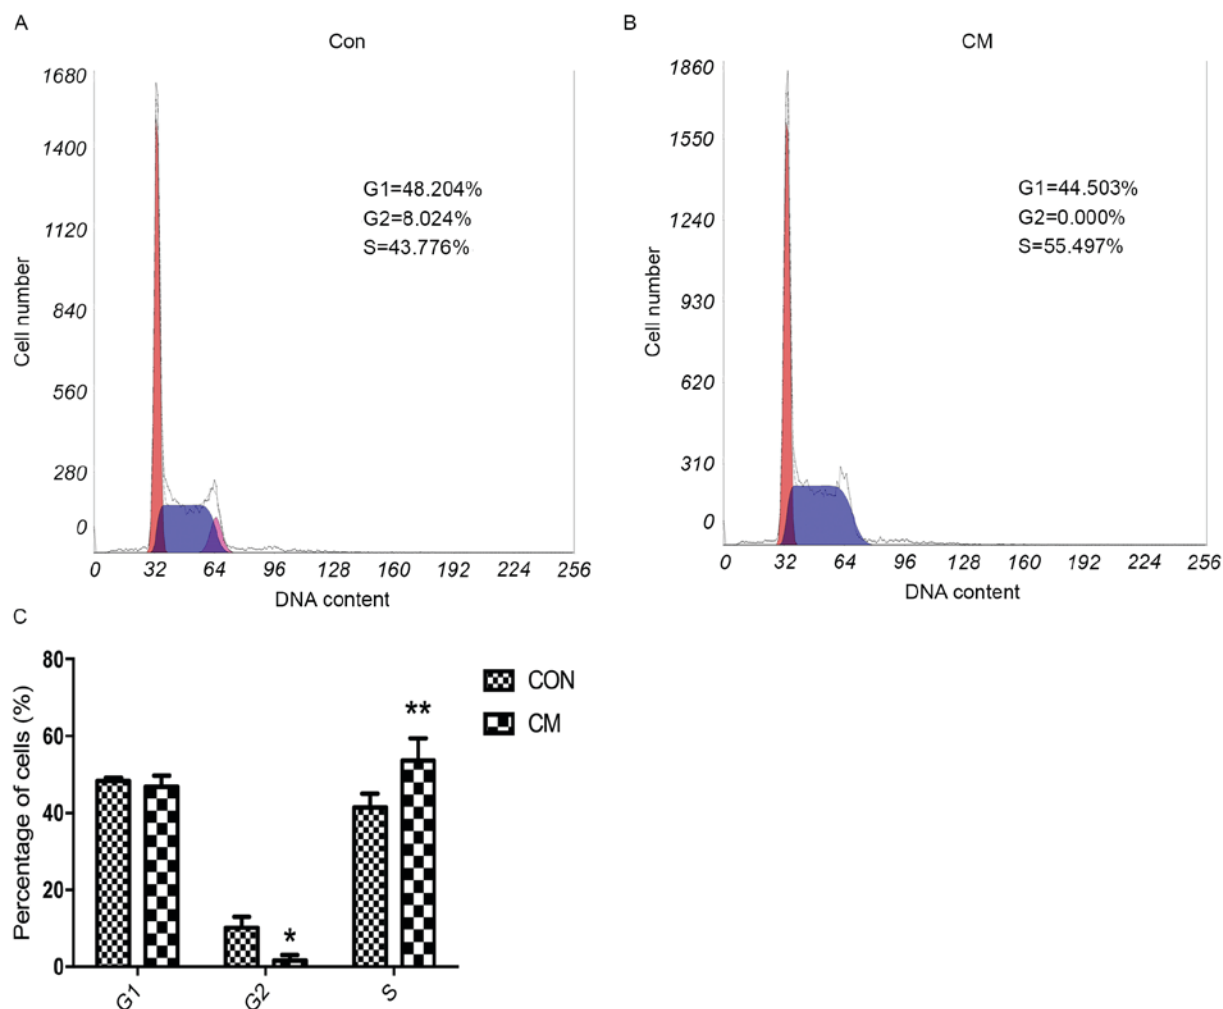 A
Con
1680
1400
1120
840
560
280
0
Cell number
G1=48.204%
G2=8.024%
S=43.776%
0 32 64 96 128 160 192 224 256
DNA content
B
CM
1860
1550
1240
930
620
310
0
Cell number
G1=44.503%
G2=0.000%
S=55.497%
0 32 64 96 128 160 192 224 256
DNA content
C
80
60
40
20
0
Percentage of cells (%)
*
**
G1 G2 S
CON
CM